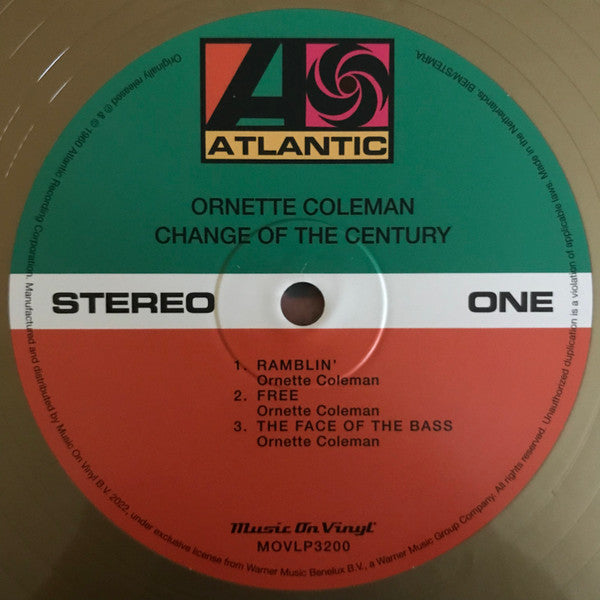 ATLANTIC
ORNETTE COLEMAN
CHANGE OF THE CENTURY
STEREO
ONE
1. RAMBLIN'
Ornette Coleman
2. FREE
Ornette Coleman
3. THE FACE OF THE BASS
Ornette Coleman
Music On Vinyl
MOVLP3200
Originally released ℗ & © 1960 Atlantic Recording Corporation. Manufactured and distributed by Music On Vinyl B.V. 2022, under exclusive license from Warner Music Benelux B.V., a Warner Music Group Company. All rights reserved. Unauthorized duplication is a violation of applicable laws. Made in the Netherlands. BIEM/STEMRA.